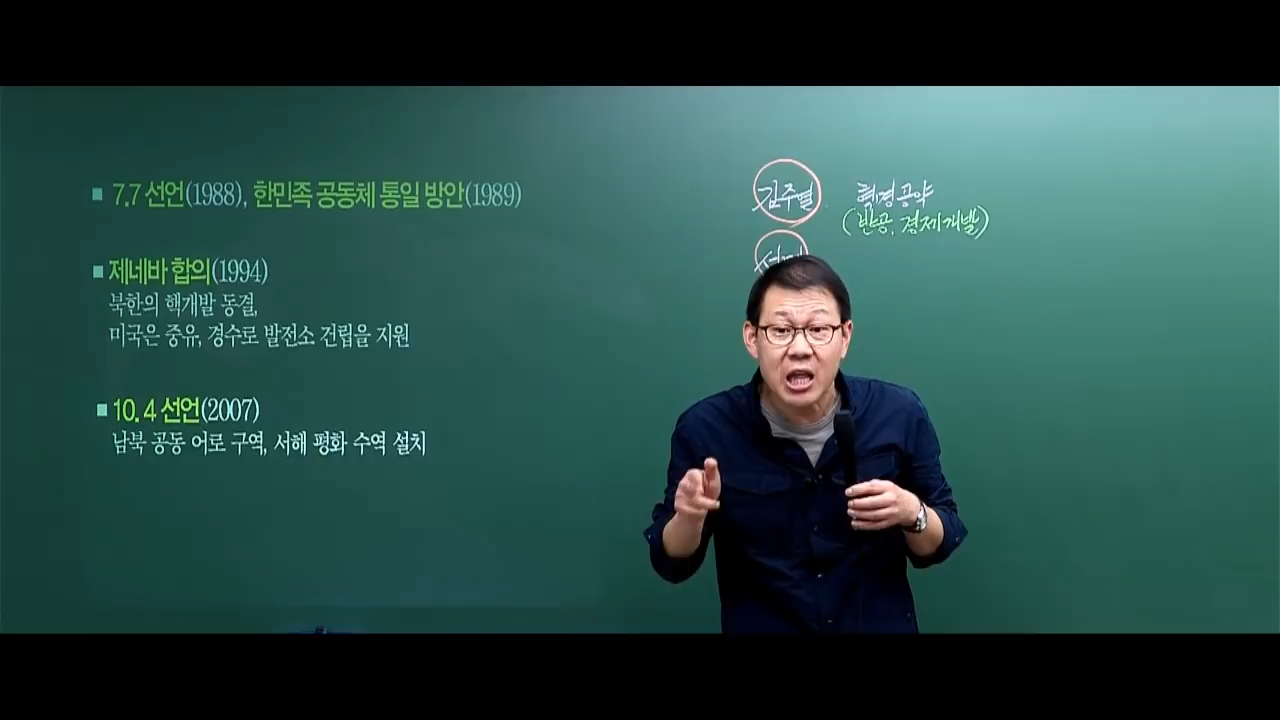 ▪ 7.7 선언(1988), 한민족 공동체 통일 방안(1989)
▪ 제네바 합의(1994)
북한의 핵개발 동결,
미국은 중유, 경수로 발전소 건립을 지원
▪ 10.4 선언(2007)
남북 공동 어로 구역, 서해 평화 수역 설치
김주열 혁명공약
(반공, 경제개발)